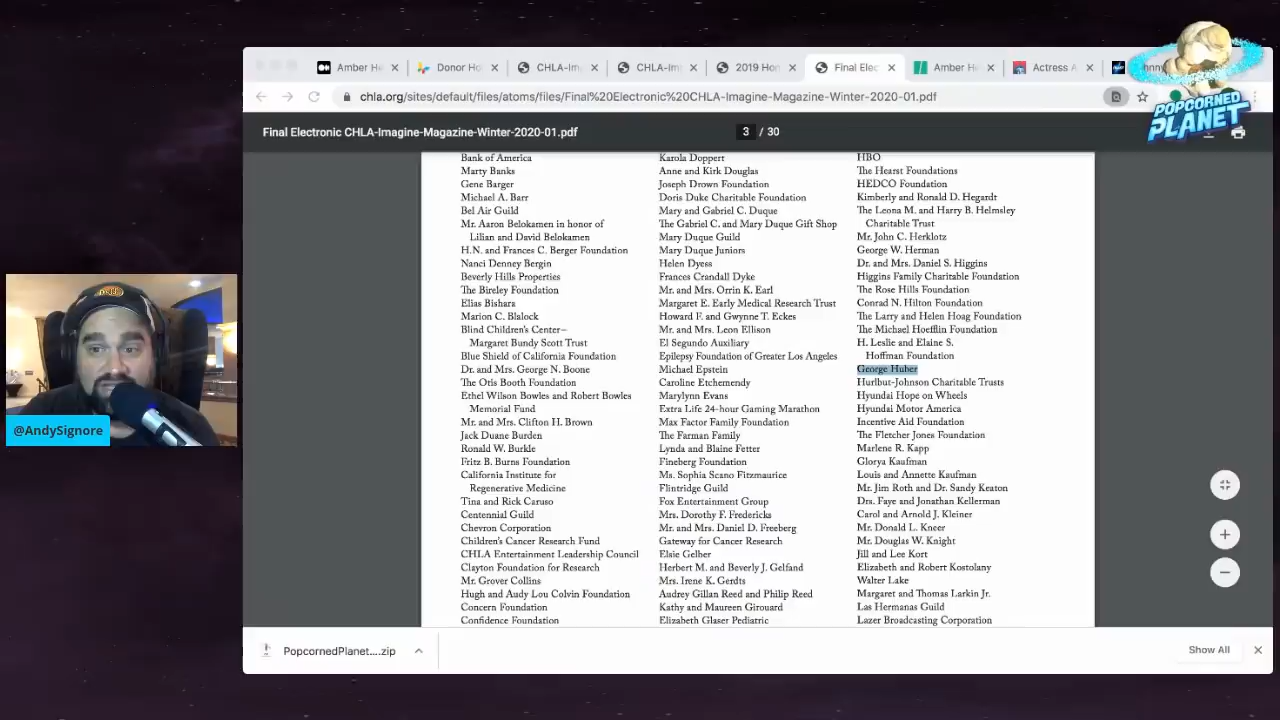 Amber He
Donor Ho
CHLA-Im
CHLA-Im
2019 Hon
Final Elec
Amber H
Actress A
chla.org/sites/default/files/atoms/files/Final%20Electronic%20CHLA-Imagine-Magazine-Winter-2020-01.pdf
POPCORNED
PLANET
Final Electronic CHLA-Imagine-Magazine-Winter-2020-01.pdf
3 / 30
Bank of America
Marty Banks
Gene Barger
Michael A. Barr
Bel Air Guild
Mr. Aaron Belokamen in honor of
Lilian and David Belokamen
H.N. and Frances C. Berger Foundation
Nanci Denney Bergin
Beverly Hills Properties
The Bireley Foundation
Elias Bishara
Marion C. Blalock
Blind Children's Center–
Margaret Bundy Scott Trust
Blue Shield of California Foundation
Dr. and Mrs. George N. Boone
The Otis Booth Foundation
Ethel Wilson Bowles and Robert Bowles
Memorial Fund
Mr. and Mrs. Clifton H. Brown
Jack Duane Burden
Ronald W. Burkle
Fritz B. Burns Foundation
California Institute for
Regenerative Medicine
Tina and Rick Caruso
Centennial Guild
Chevron Corporation
Children's Cancer Research Fund
CHLA Entertainment Leadership Council
Clayton Foundation for Research
Mr. Grover Collins
Hugh and Audy Lou Colvin Foundation
Concern Foundation
Confidence Foundation
Karola Doppert
Anne and Kirk Douglas
Joseph Drown Foundation
Doris Duke Charitable Foundation
Mary and Gabriel C. Duque
The Gabriel C. and Mary Duque Gift Shop
Mary Duque Guild
Mary Duque Juniors
Helen Dyess
Frances Crandall Dyke
Mr. and Mrs. Orrin K. Earl
Margaret E. Early Medical Research Trust
Howard F. and Gwynne T. Eckes
Mr. and Mrs. Leon Ellison
El Segundo Auxiliary
Epilepsy Foundation of Greater Los Angeles
Michael Epstein
Caroline Etchemendy
Marylynn Evans
Extra Life 24-hour Gaming Marathon
Max Factor Family Foundation
The Farman Family
Lynda and Blaine Fetter
Fineberg Foundation
Ms. Sophia Scano Fitzmaurice
Flintridge Guild
Fox Entertainment Group
Mrs. Dorothy F. Fredericks
Mr. and Mrs. Daniel D. Freeberg
Gateway for Cancer Research
Elsie Gelber
Herbert M. and Beverly J. Gelfand
Mrs. Irene K. Gerdts
Audrey Gillan Reed and Philip Reed
Kathy and Maureen Girouard
Elizabeth Glaser Pediatric
HBO
The Hearst Foundations
HEDCO Foundation
Kimberly and Ronald D. Hegardt
The Leona M. and Harry B. Helmsley
Charitable Trust
Mr. John C. Herklotz
George W. Herman
Dr. and Mrs. Daniel S. Higgins
Higgins Family Charitable Foundation
The Rose Hills Foundation
Conrad N. Hilton Foundation
The Larry and Helen Hoag Foundation
The Michael Hoefflin Foundation
H. Leslie and Elaine S.
Hoffman Foundation
George Huber
Hurlbut-Johnson Charitable Trusts
Hyundai Hope on Wheels
Hyundai Motor America
Incentive Aid Foundation
The Fletcher Jones Foundation
Marlene R. Kapp
Glorya Kaufman
Louis and Annette Kaufman
Mr. Jim Roth and Dr. Sandy Keaton
Drs. Faye and Jonathan Kellerman
Carol and Arnold J. Kleiner
Mr. Donald L. Kneer
Mr. Douglas W. Knight
Jill and Lee Kort
Elizabeth and Robert Kostolany
Walter Lake
Margaret and Thomas Larkin Jr.
Las Hermanas Guild
Lazer Broadcasting Corporation
@AndySignore
PopcornedPlanet....zip
Show All